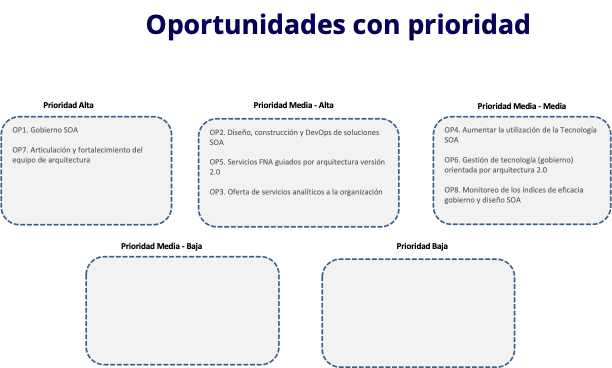 Oportunidades con prioridad
Prioridad Alta
OP1. Gobierno SOA
OP7. Articulación y fortalecimiento del
equipo de arquitectura
Prioridad Media - Alta
OP2. Diseño, construcción y DevOps de soluciones
SOA
OP5. Servicios FNA guiados por arquitectura versión
2.0
OP3. Oferta de servicios analíticos a la organización
Prioridad Media - Media
OP4. Aumentar la utilización de la Tecnología
SOA
OP6. Gestión de tecnología (gobierno)
orientada por arquitectura 2.0
OP8. Monitoreo de los índices de eficacia
gobierno y diseño SOA
Prioridad Media - Baja
Prioridad Baja